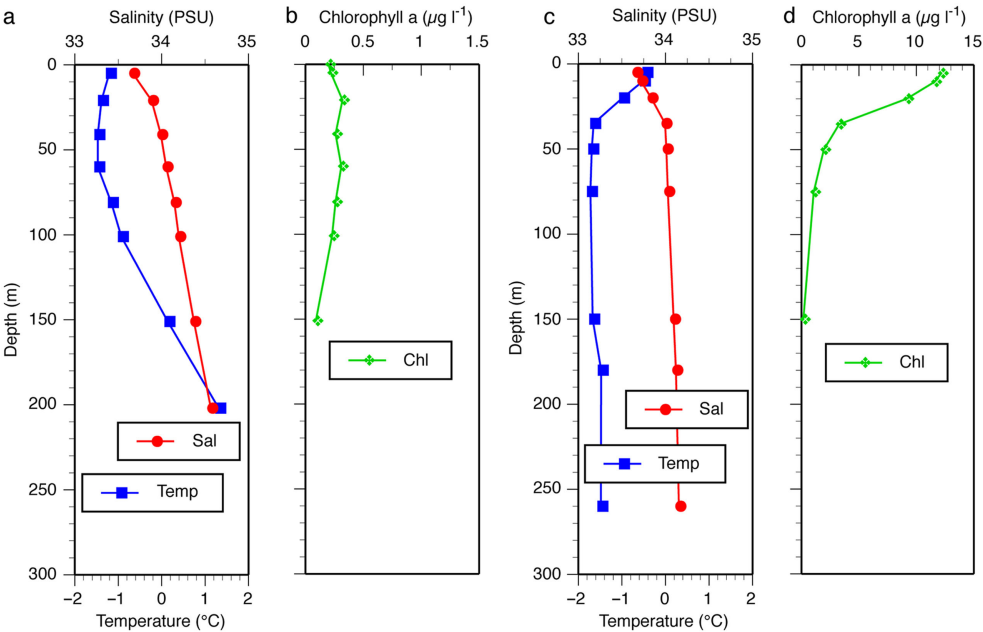 a
Salinity (PSU)
33 34 35
0
50
100
150
200
250
300
Depth (m)
Sal
Temp
−2 −1 0 1 2
Temperature (°C)
b
Chlorophyll a (µg l⁻¹)
0 0.5 1 1.5
Chl
c
Salinity (PSU)
33 34 35
0
50
100
150
200
250
300
Depth (m)
Sal
Temp
−2 −1 0 1 2
Temperature (°C)
d
Chlorophyll a (µg l⁻¹)
0 5 10 15
Chl